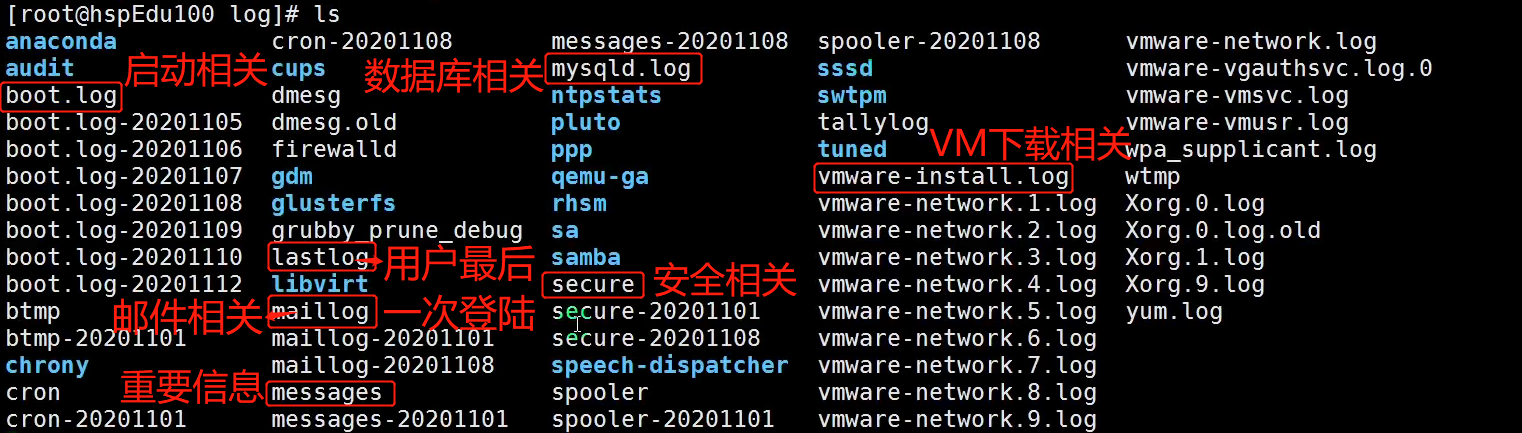 [root@hspEdu100 log]# ls
anaconda cron-20201108 messages-20201108 spooler-20201108 vmware-network.log
audit 启动相关 cups 数据库相关 mysqld.log sssd vmware-vgauthsvc.log.0
boot.log dmesg ntpstats swtpm vmware-vmsvc.log
boot.log-20201105 dmesg.old pluto tallylog vmware-vmusr.log
boot.log-20201106 firewalld ppp tuned VM下载相关 wpa_supplicant.log
boot.log-20201107 gdm qemu-ga vmware-install.log wtmp
boot.log-20201108 glusterfs rhsm vmware-network.1.log Xorg.0.log
boot.log-20201109 grubby_prune_debug sa vmware-network.2.log Xorg.0.log.old
boot.log-20201110 lastlog 用户最后 samba vmware-network.3.log Xorg.1.log
boot.log-20201112 libvirt secure 安全相关 vmware-network.4.log Xorg.9.log
btmp 邮件相关 maillog 一次登陆 secure-20201101 vmware-network.5.log yum.log
btmp-20201101 maillog-20201101 secure-20201108 vmware-network.6.log
chrony maillog-20201108 speech-dispatcher vmware-network.7.log
cron 重要信息 messages spooler vmware-network.8.log
cron-20201101 messages-20201101 spooler-20201101 vmware-network.9.log